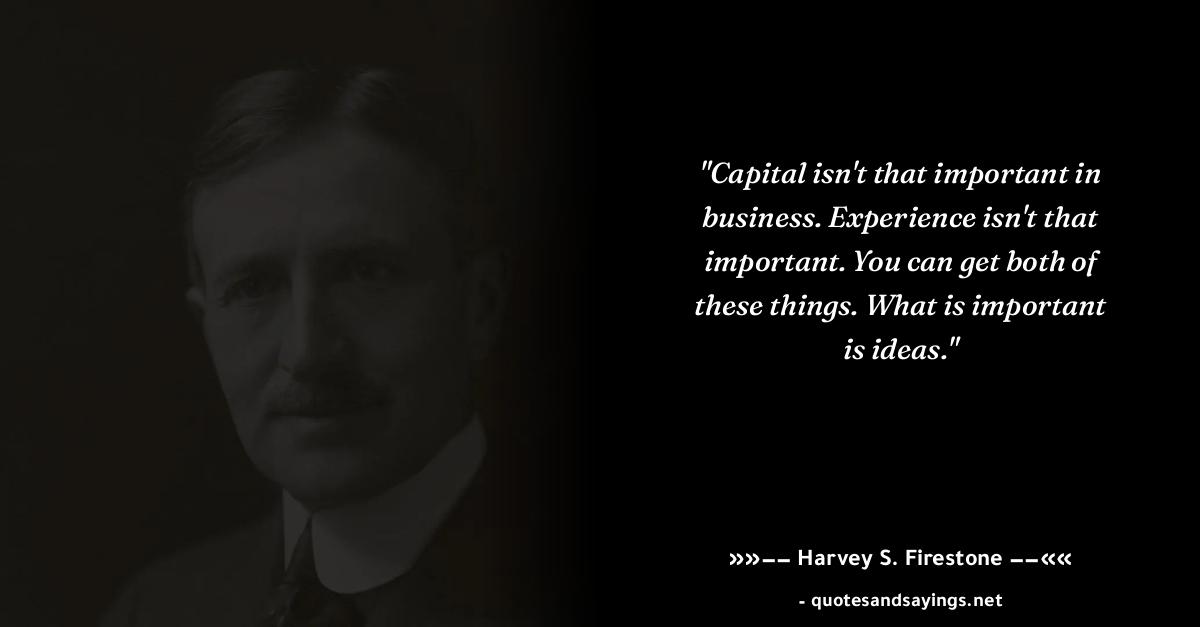 "Capital isn't that important in
business. Experience isn't that
important. You can get both of
these things. What is important
is ideas."
»»−− Harvey S. Firestone −−««
- quotesandsayings.net